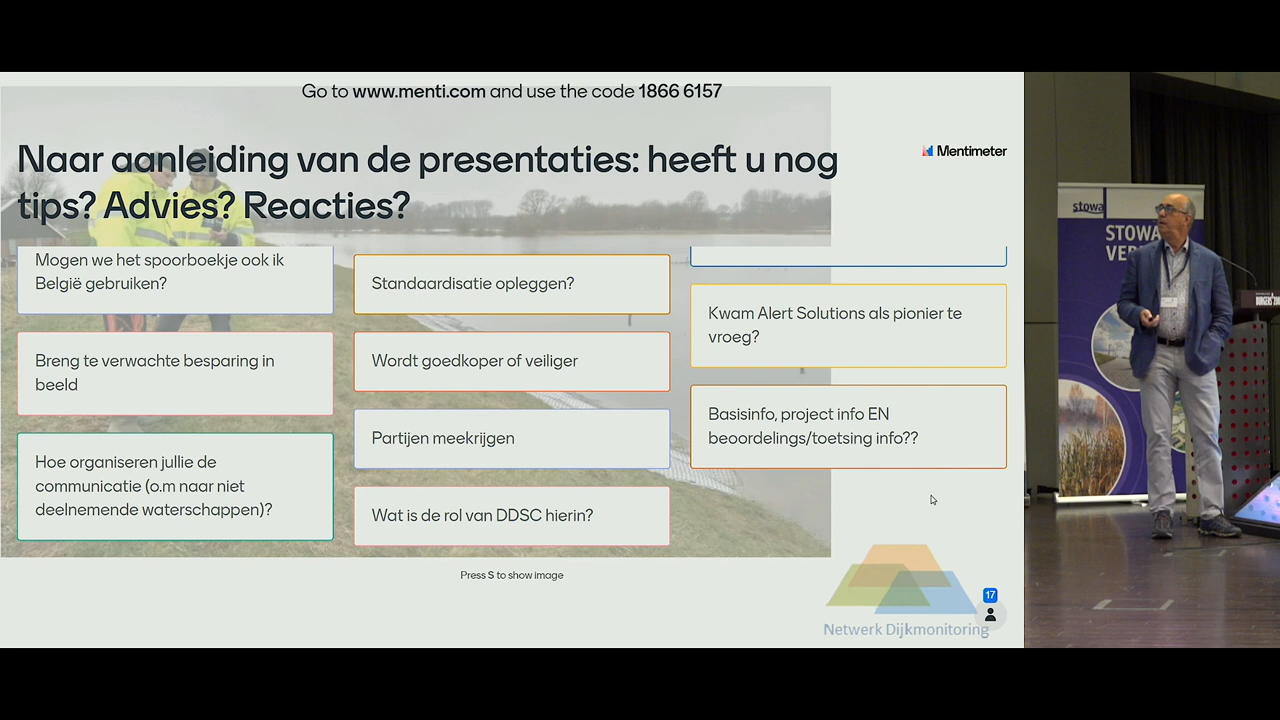 Go to www.menti.com and use the code 1866 6157
Naar aanleiding van de presentaties: heeft u nog
tips? Advies? Reacties?
Mentimeter
Mogen we het spoorboekje ook ik
België gebruiken?
Breng te verwachte besparing in
beeld
Hoe organiseren jullie de
communicatie (o.m naar niet
deelnemende waterschappen)?
Standaardisatie opleggen?
Wordt goedkoper of veiliger
Partijen meekrijgen
Wat is de rol van DDSC hierin?
Kwam Alert Solutions als pionier te
vroeg?
Basisinfo, project info EN
beoordelings/toetsing info??
Press S to show image
17
Netwerk Dijkmonitoring
stowa
STOWA